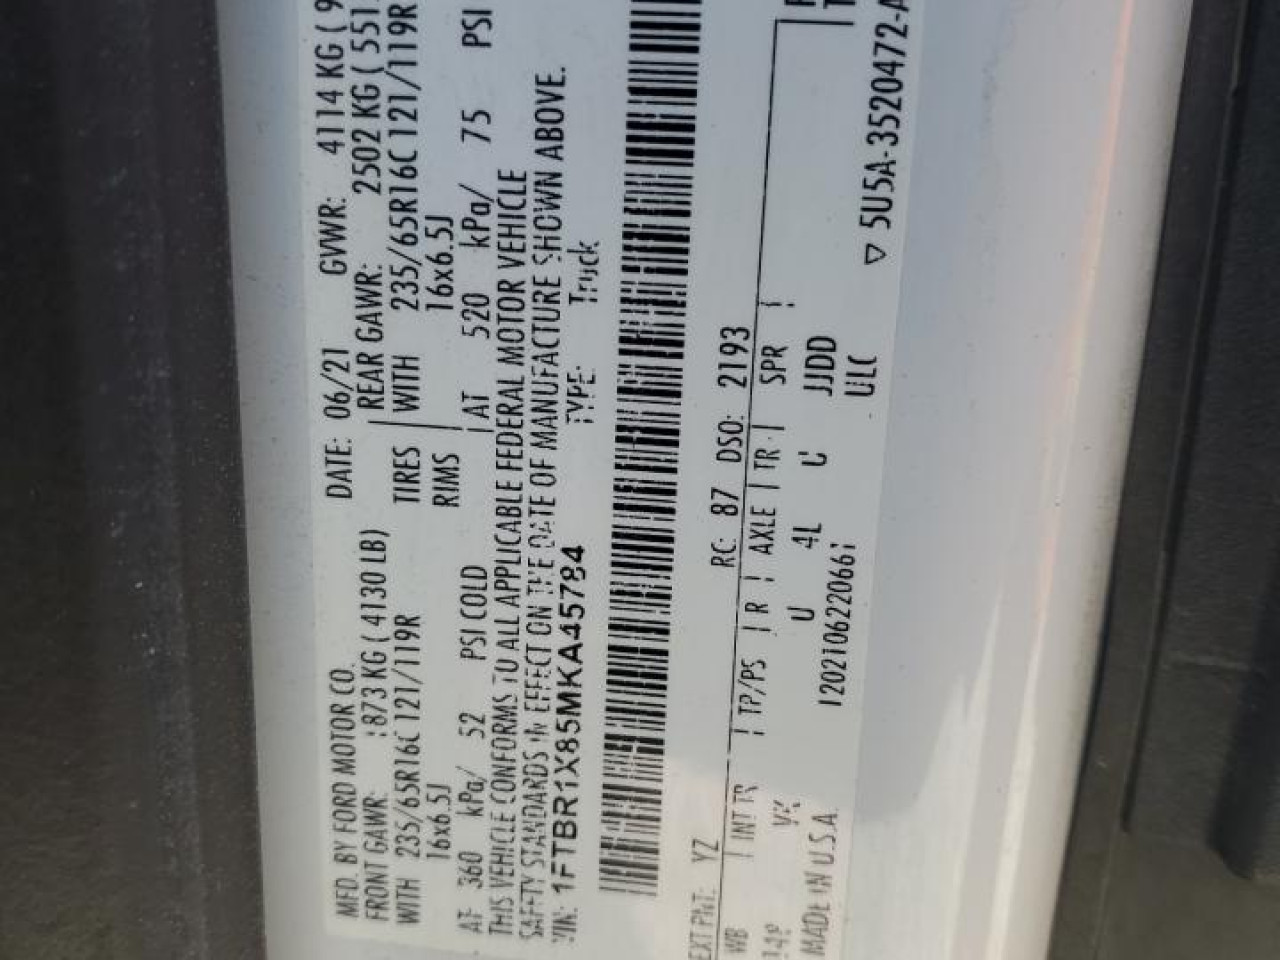 MFD. BY FORD MOTOR CO. DATE: 06/21 GVWR: 4114 KG ( 9
FRONT GAWR: 1873 KG ( 4130 LB) REAR GAWR: 2502 KG ( 551
WITH 235/65R16C 121/119R TIRES WITH 235/65R16C 121/119R
16x6.5J RIMS 16x6.5J
AT 360 kPa/ 52 PSI COLD AT 520 kPa/ 75 PSI
THIS VEHICLE CONFORMS TO ALL APPLICABLE FEDERAL MOTOR VEHICLE
SAFETY STANDARDS IN EFFECT ON THE DATE OF MANUFACTURE SHOWN ABOVE.
VIN: 1FTBR1X85MKA45784 TYPE: Truck
EXT PNT: YZ RC: 87 DSO: 2193
WB INT TR TP/PS R AXLE TR SPR
148 VK U 4L JJDD
MADE IN U.S.A. ULC
▽ 5U5A-3520472-A